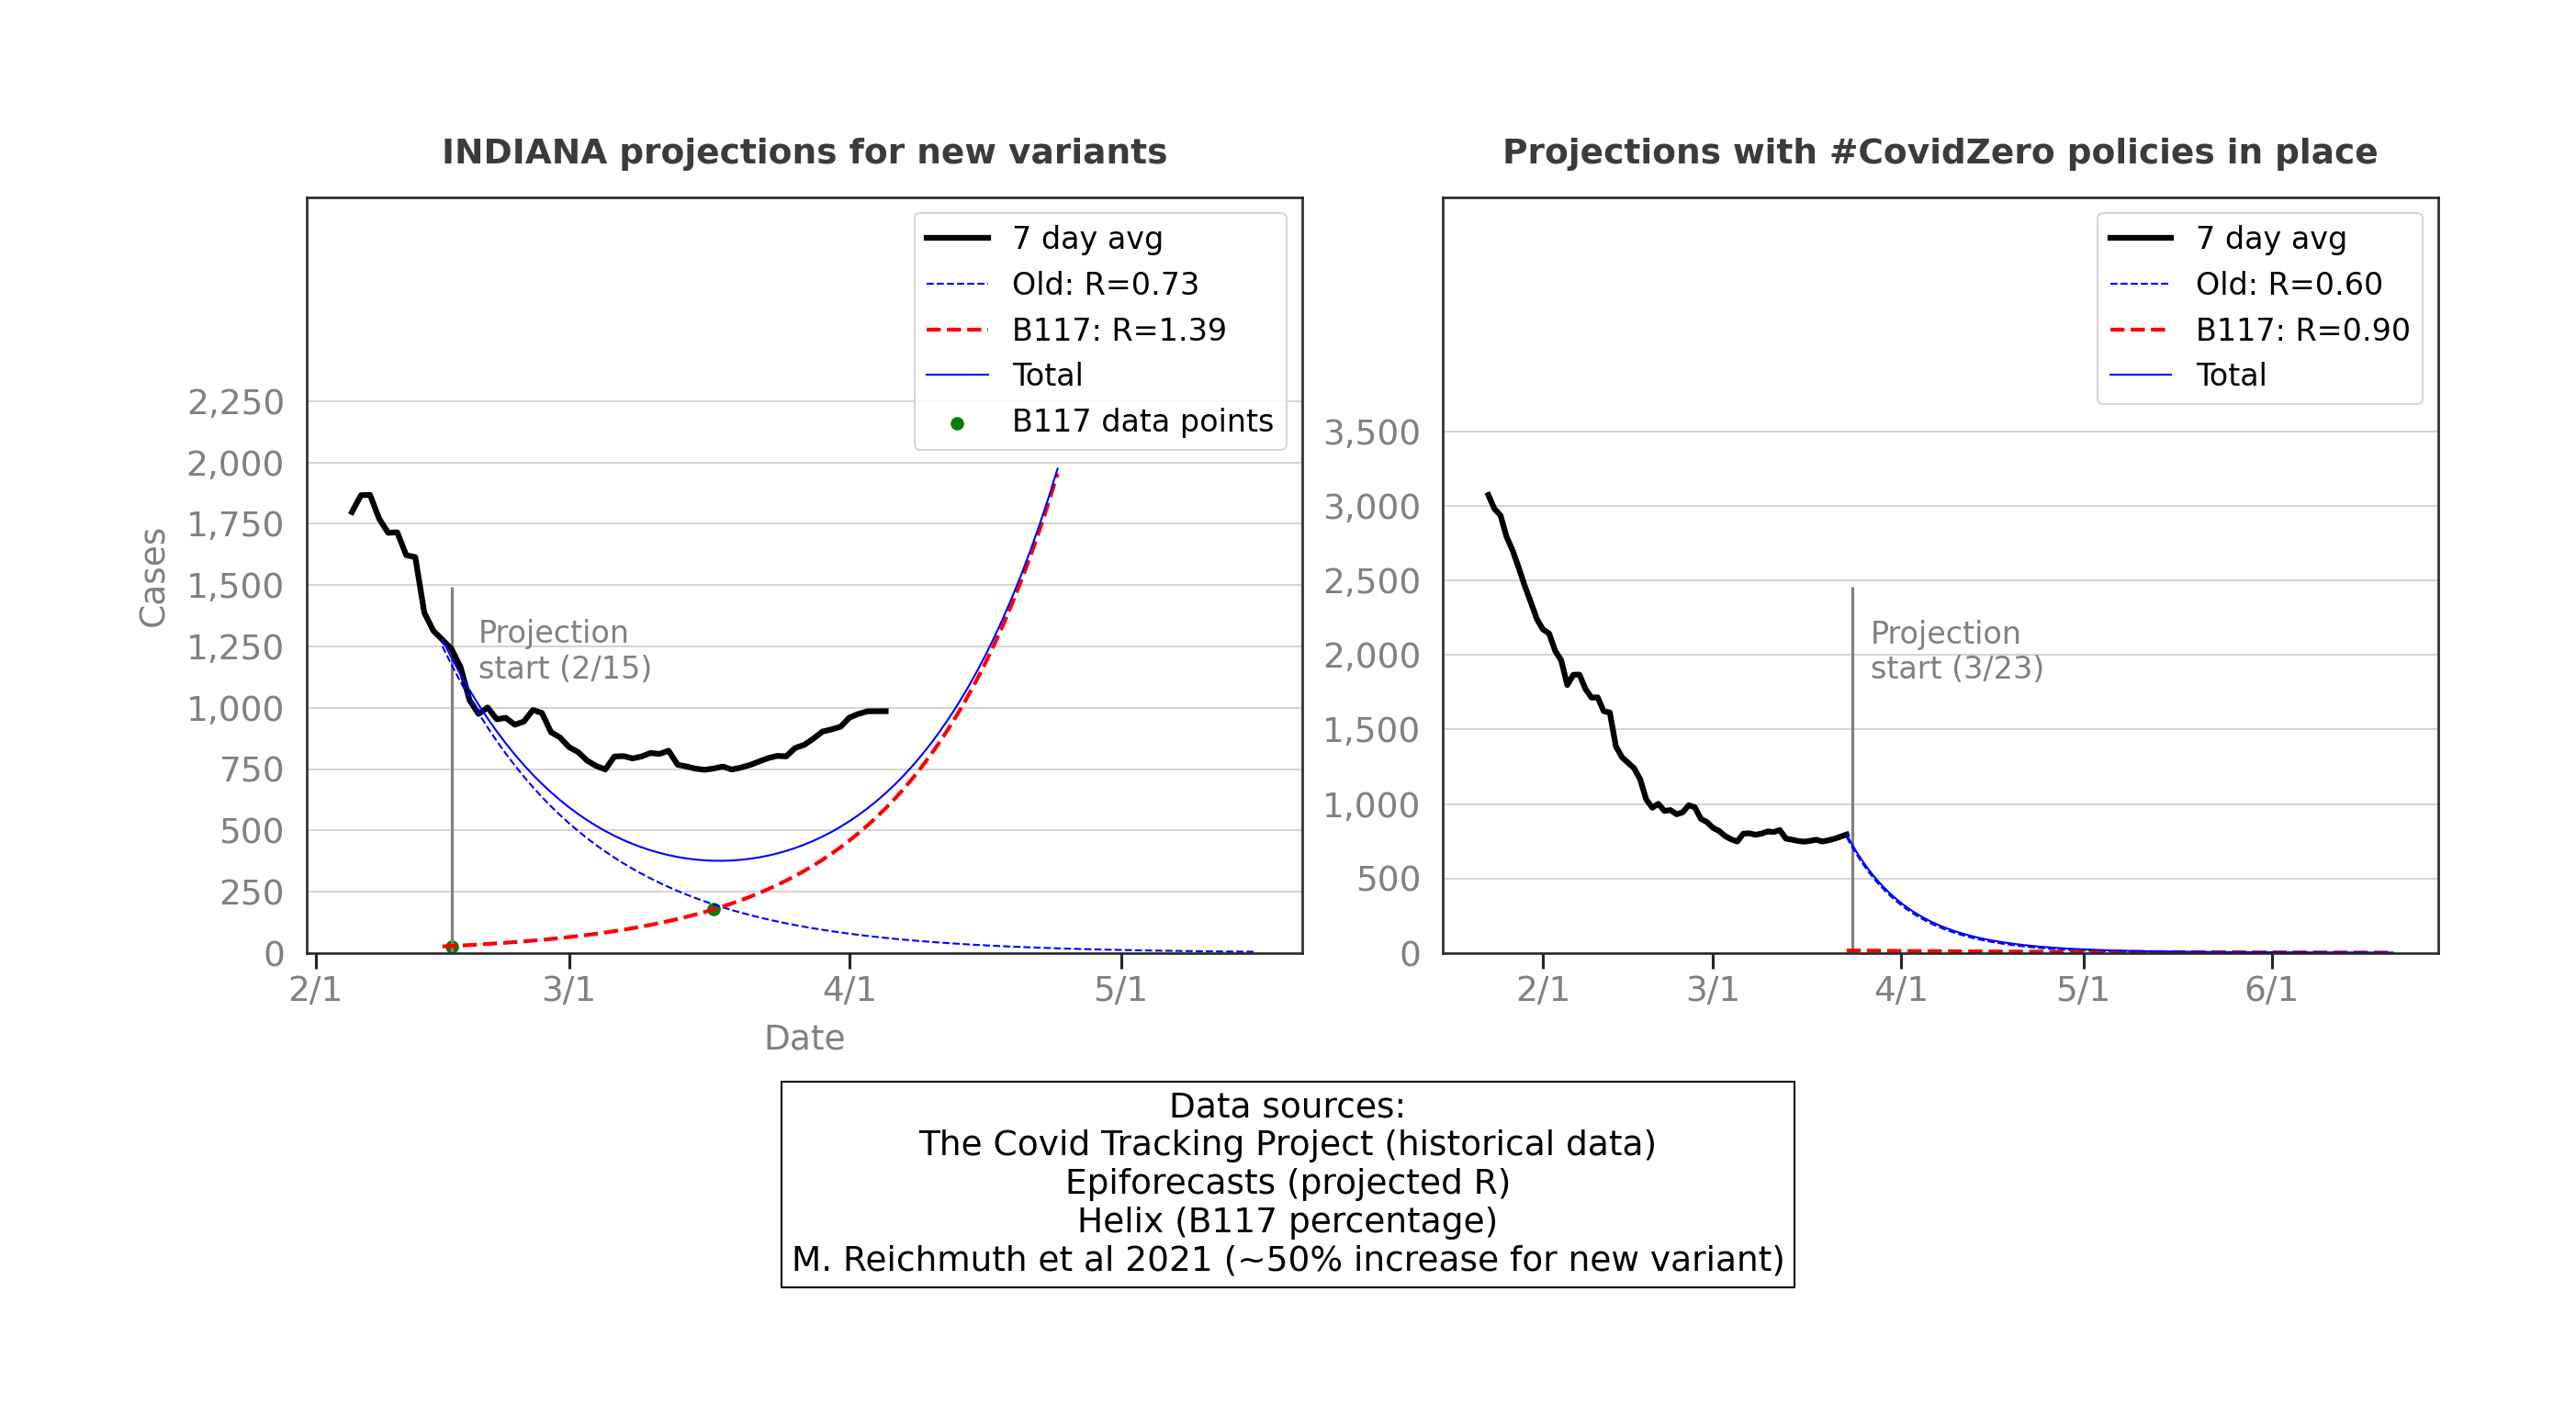 INDIANA projections for new variants
7 day avg
Old: R=0.73
B117: R=1.39
Total
B117 data points
2,250
2,000
1,750
1,500
1,250
1,000
750
500
250
0
Cases
Projection
start (2/15)
2/1
3/1
4/1
5/1
Date
Projections with #CovidZero policies in place
7 day avg
Old: R=0.60
B117: R=0.90
Total
3,500
3,000
2,500
2,000
1,500
1,000
500
0
Projection
start (3/23)
2/1
3/1
4/1
5/1
6/1
Data sources:
The Covid Tracking Project (historical data)
Epiforecasts (projected R)
Helix (B117 percentage)
M. Reichmuth et al 2021 (~50% increase for new variant)